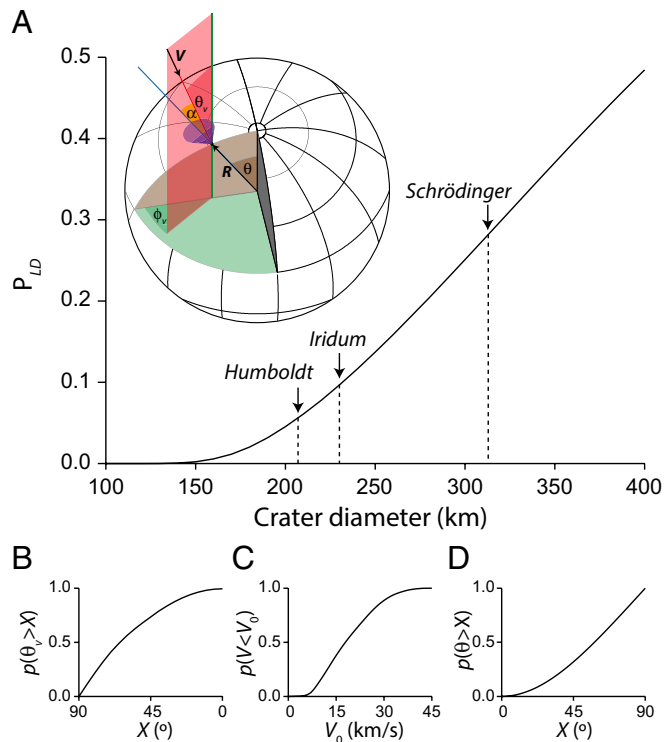 A
0.5
0.4
0.3
0.2
0.1
0.0
P_LD
100 150 200 250 300 350 400
Crater diameter (km)
V
θ_v
α
R
θ
ϕ_v
Schrödinger
Iridum
Humboldt
B
1.0
0.5
0.0
p(θ_v>X)
90 45 0
X (º)
C
1.0
0.5
0.0
p(V<V_0)
0 15 30 45
V_0 (km/s)
D
1.0
0.5
0.0
p(θ>X)
0 45 90
X (º)